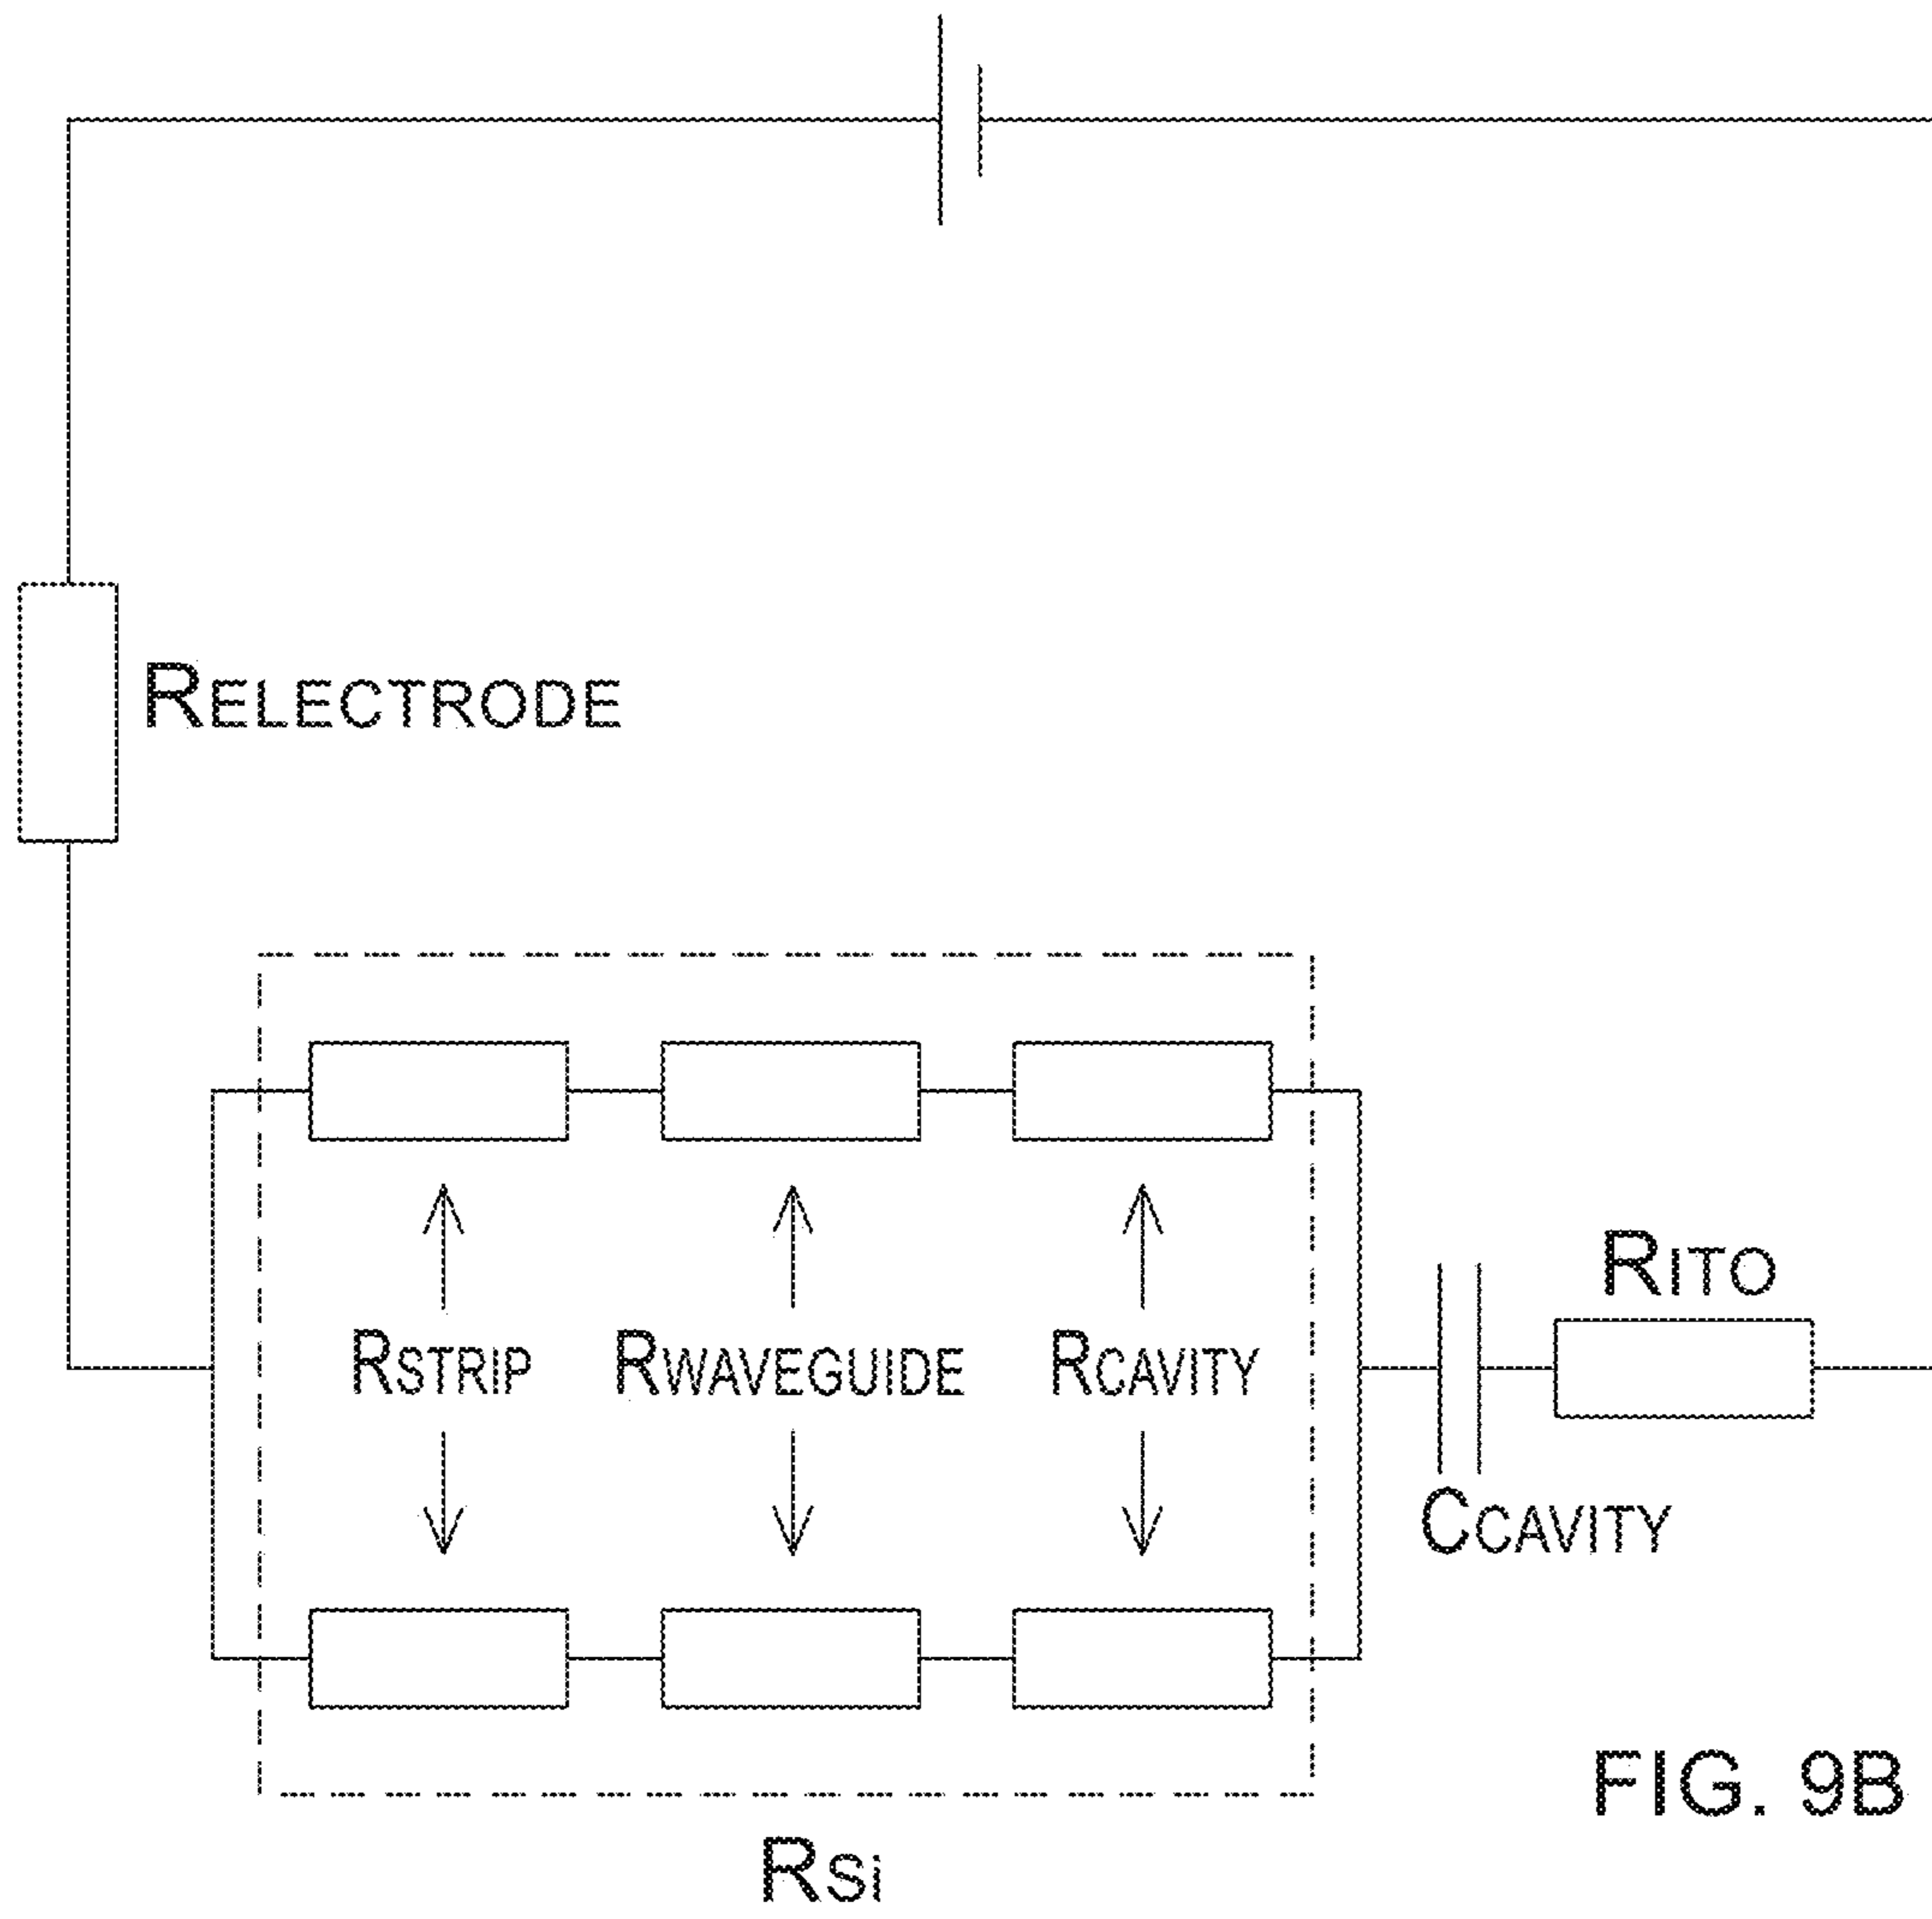 RELECTRODE
RITO
RSTRIP RWAVEGUIDE RCAVITY
CCAVITY
FIG. 9B
RSi